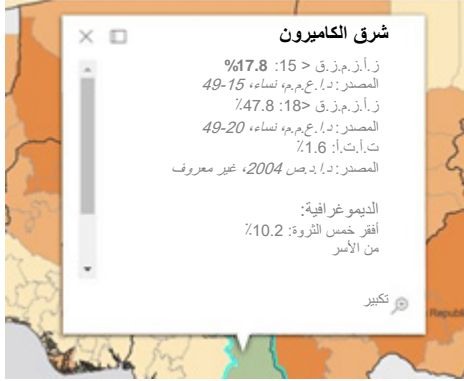 شرق الكاميرون
ز.أ.ز.م.ز.ق < 15: 17.8%
المصدر: د.ا.ع.م.م، نساء، 15-49
ز.أ.ز.م.ز.ق <18: 47.8٪
المصدر: د.ا.ع.م.م، نساء، 20-49
ت.أ.ت.أ: 1.6٪
المصدر: د.ا.د.ص 2004، غير معروف
الديموغرافية:
أفقر خمس الثروة: 10.2٪
من الأسر
تكبير
Republ